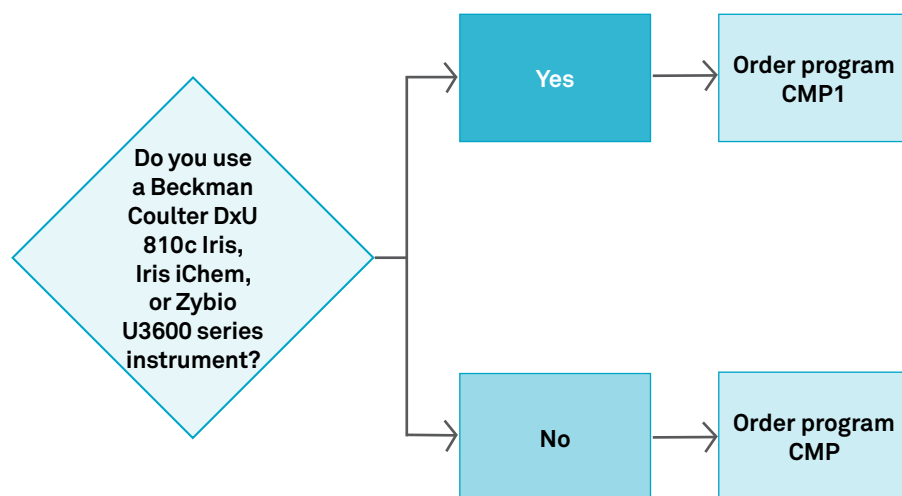 Do you use
a Beckman
Coulter DxU
810c Iris,
Iris iChem,
or Zybio
U3600 series
instrument?
Yes
Order program
CMP1
No
Order program
CMP